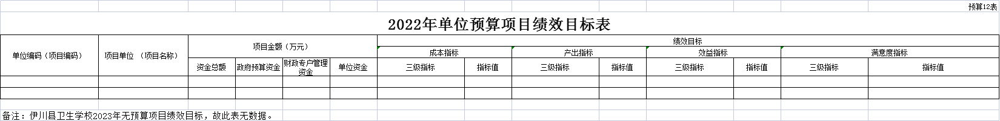 预算12表
2022年单位预算项目绩效目标表
单位编码（项目编码） 项目单位 （项目名称） 项目金额（万元） 绩效目标
成本指标 产出指标 效益指标 满意度指标
资金总额 政府预算资金 财政专户管理资金 单位资金 三级指标 指标值 三级指标 指标值 三级指标 指标值 三级指标 指标值
备注：伊川县卫生学校2023年无预算项目绩效目标，故此表无数据。